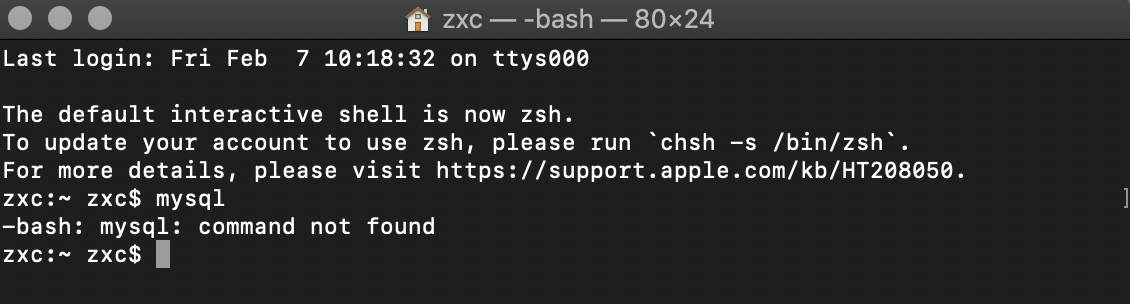 zxc — -bash — 80×24
Last login: Fri Feb  7 10:18:32 on ttys000
The default interactive shell is now zsh.
To update your account to use zsh, please run `chsh -s /bin/zsh`.
For more details, please visit https://support.apple.com/kb/HT208050.
zxc:~ zxc$ mysql
-bash: mysql: command not found
zxc:~ zxc$